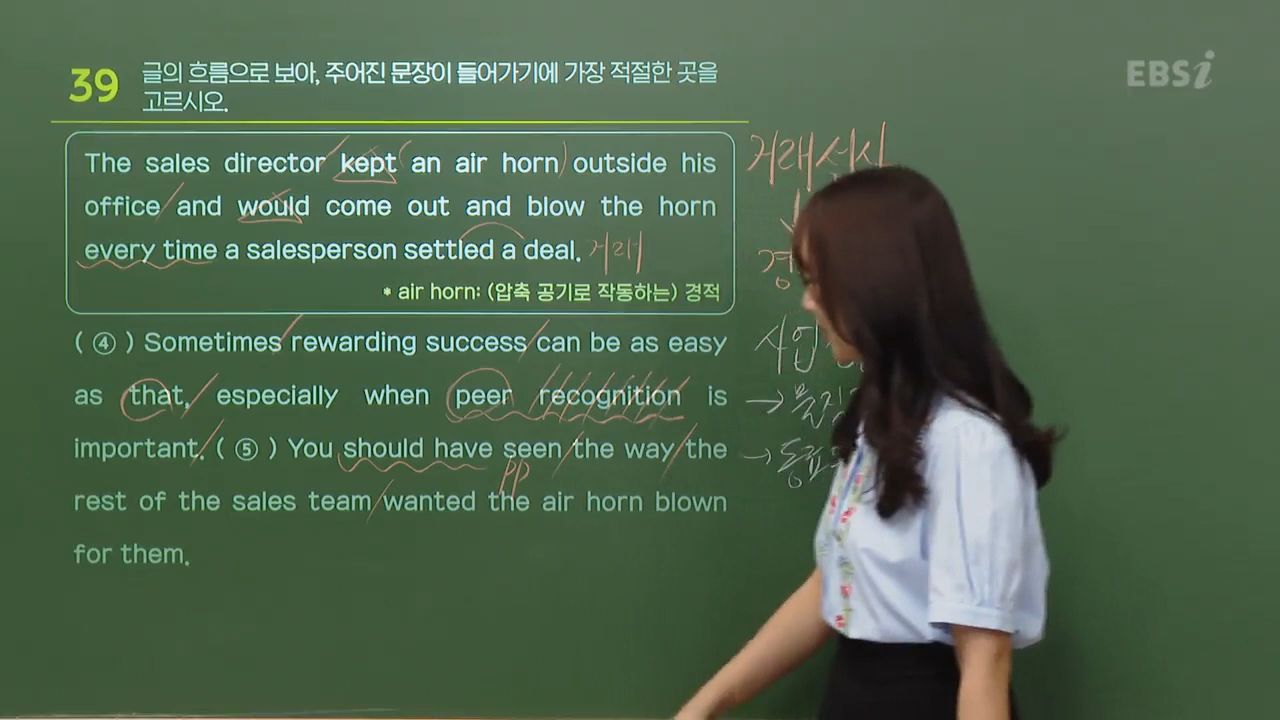 EBSi
39 글의 흐름으로 보아, 주어진 문장이 들어가기에 가장 적절한 곳을
고르시오.
The sales director kept an air horn outside his
office and would come out and blow the horn
every time a salesperson settled a deal. 거래
* air horn: (압축 공기로 작동하는) 경적
( ④ ) Sometimes rewarding success can be as easy
as that, especially when peer recognition is
important. ( ⑤ ) You should have seen the way the
pp
rest of the sales team wanted the air horn blown
for them.
거래 성사
경
사업
→
→ 동료